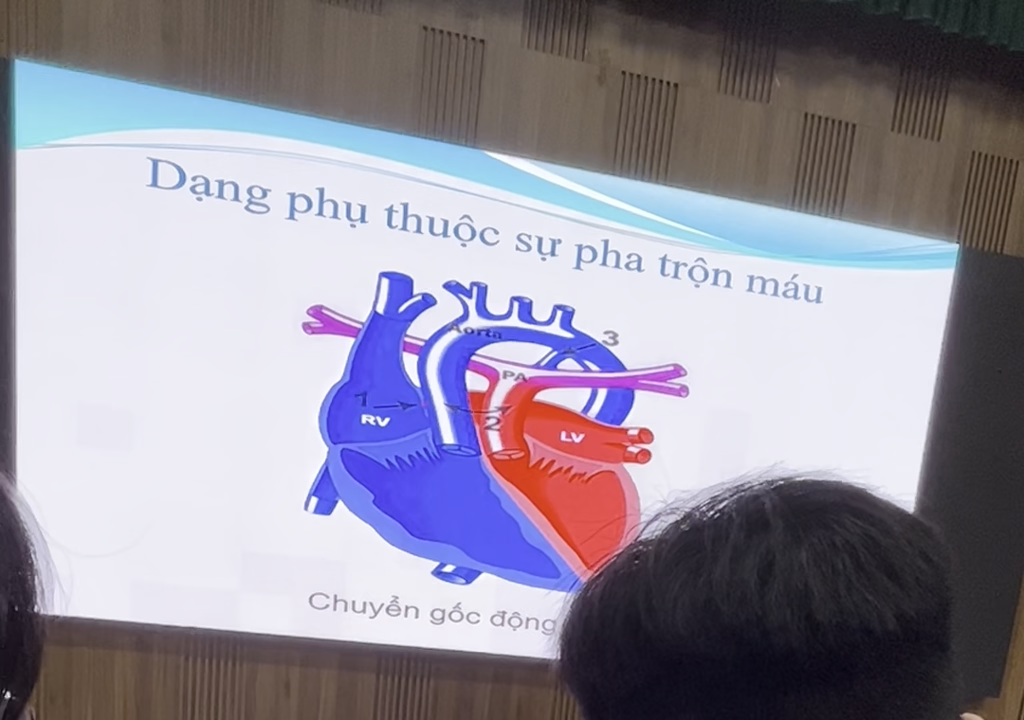 Dạng phụ thuộc sự pha trộn máu
3
Aorta
PA
1
RV
2
LV
Chuyển gốc động